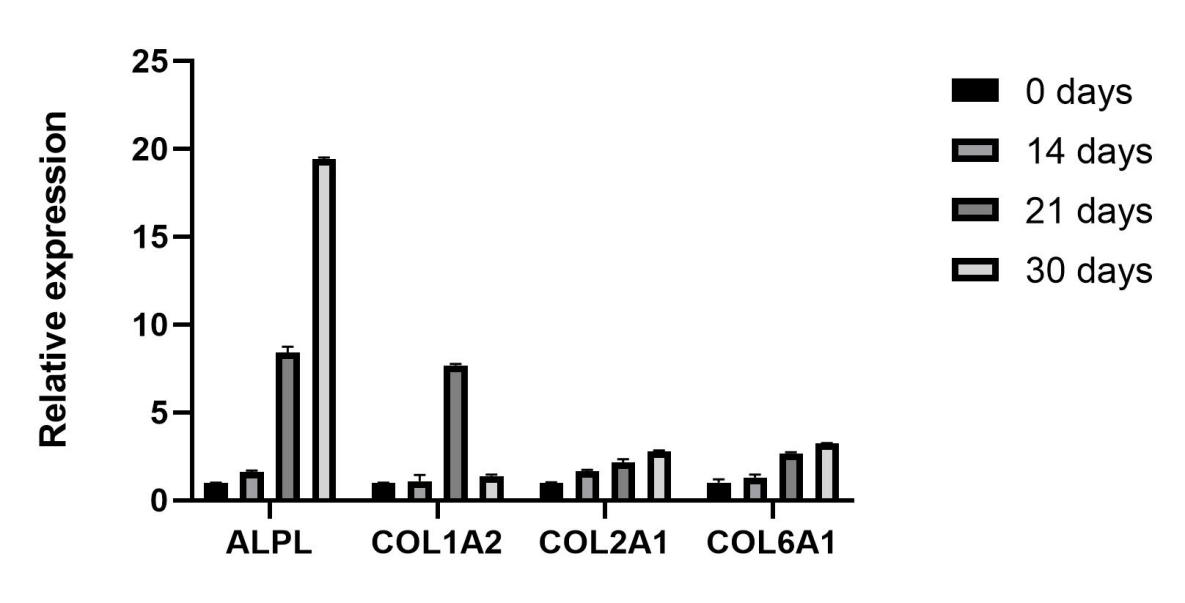 Relative expression
25
20
15
10
5
0
ALPL COL1A2 COL2A1 COL6A1
0 days
14 days
21 days
30 days